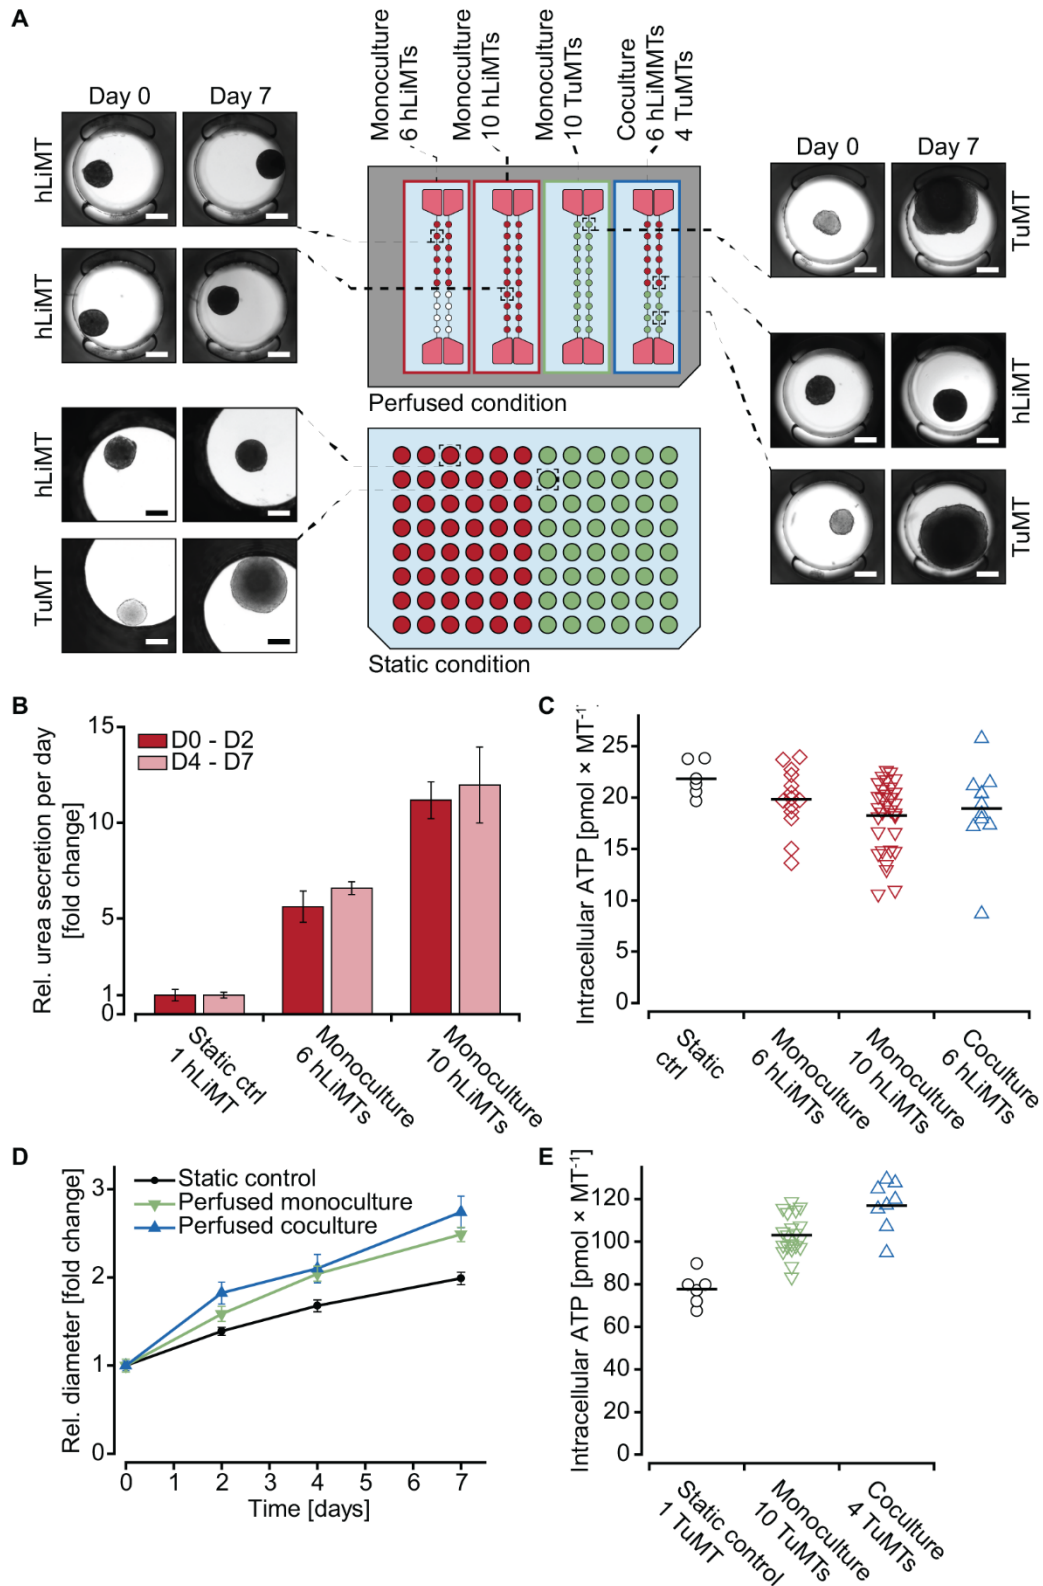 A
Monoculture
6 hLiMTs
Monoculture
10 hLiMTs
Monoculture
10 TuMTs
Coculture
6 hLiMMTs
4 TuMTs
Day 0
Day 7
hLiMT
hLiMT
hLiMT
TuMT
Day 0
Day 7
TuMT
hLiMT
TuMT
Perfused condition
Static condition
B
Rel. urea secretion per day
[fold change]
15
10
5
1
0
D0 - D2
D4 - D7
Static ctrl
1 hLiMT
Monoculture
6 hLiMTs
Monoculture
10 hLiMTs
C
Intracellular ATP [pmol × MT⁻¹]
25
20
15
10
5
0
Static
ctrl
Monoculture
6 hLiMTs
Monoculture
10 hLiMTs
Coculture
6 hLiMTs
D
Rel. diameter [fold change]
3
2
1
0
Static control
Perfused monoculture
Perfused coculture
0 1 2 3 4 5 6 7
Time [days]
E
Intracellular ATP [pmol × MT⁻¹]
120
100
80
60
40
20
0
Static control
1 TuMT
Monoculture
10 TuMTs
Coculture
4 TuMTs